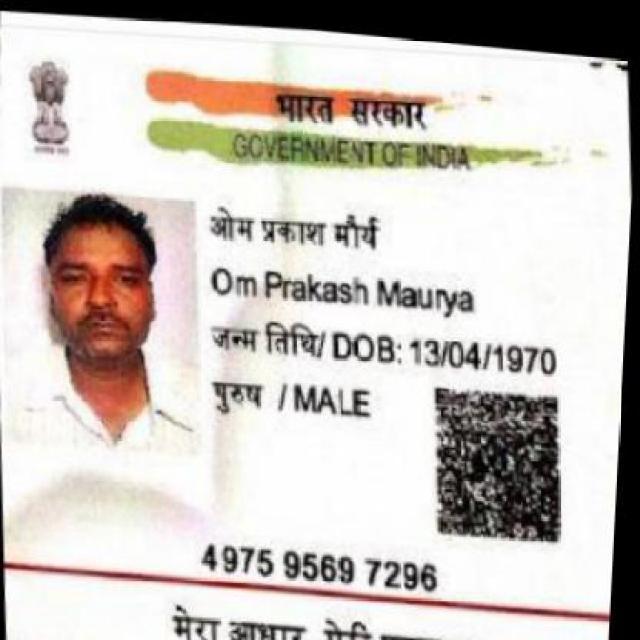 भारत सरकार
GOVERNMENT OF INDIA
ओम प्रकाश मौर्य
Om Prakash Maurya
जन्म तिथि/ DOB: 13/04/1970
पुरुष / MALE
4975 9569 7296
मेरा आधार, मेरी